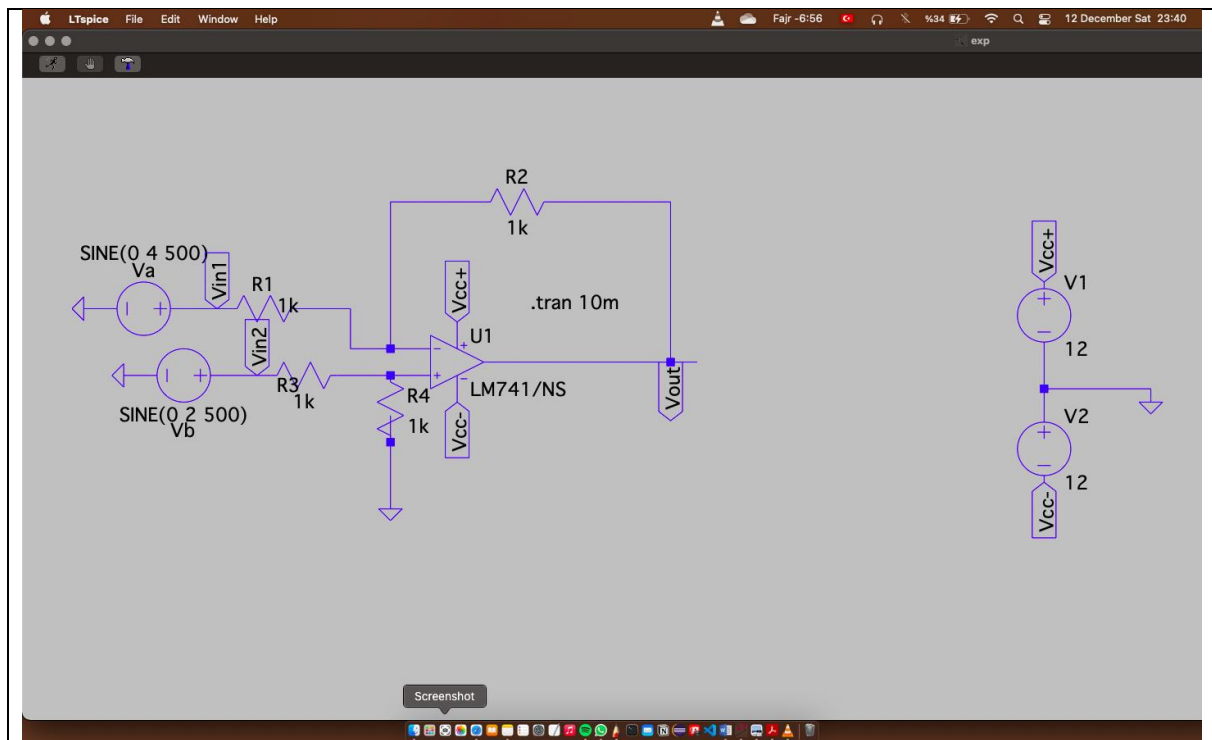 LTspice File Edit Window Help Fajr -6:56 %34 12 December Sat 23:40
exp
R2
1k
SINE(0 4 500)
Va
Vin1
R1
1k
Vcc+
.tran 10m
U1
Vin2
R3
1k
SINE(0 2 500)
Vb
R4
1k
LM741/NS
Vcc-
Vout
Vcc+
V1
12
V2
12
Vcc-
Screenshot